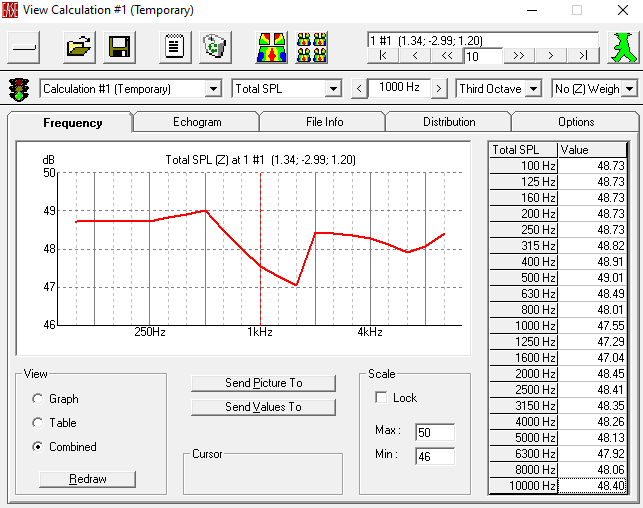 EASE View Calculation #1 (Temporary)
1 #1 (1.34; -2.99; 1.20)
K < << 10 >> > >|
Calculation #1 (Temporary) Total SPL < 1000 Hz > Third Octave No (Z) Weigh
Frequency Echogram File Info Distribution Options
dB Total SPL (Z) at 1 #1 (1.34; -2.99; 1.20)
50
49
48
47
46
250Hz 1kHz 4kHz
Total SPL Value
100 Hz 48.73
125 Hz 48.73
160 Hz 48.73
200 Hz 48.73
250 Hz 48.73
315 Hz 48.82
400 Hz 48.91
500 Hz 49.01
630 Hz 48.49
800 Hz 48.01
1000 Hz 47.55
1250 Hz 47.29
1600 Hz 47.04
2000 Hz 48.45
2500 Hz 48.41
3150 Hz 48.35
4000 Hz 48.26
5000 Hz 48.13
6300 Hz 47.92
8000 Hz 48.06
10000 Hz 48.40
View
Graph
Table
Combined
Redraw
Send Picture To
Send Values To
Cursor
Scale
Lock
Max : 50
Min : 46